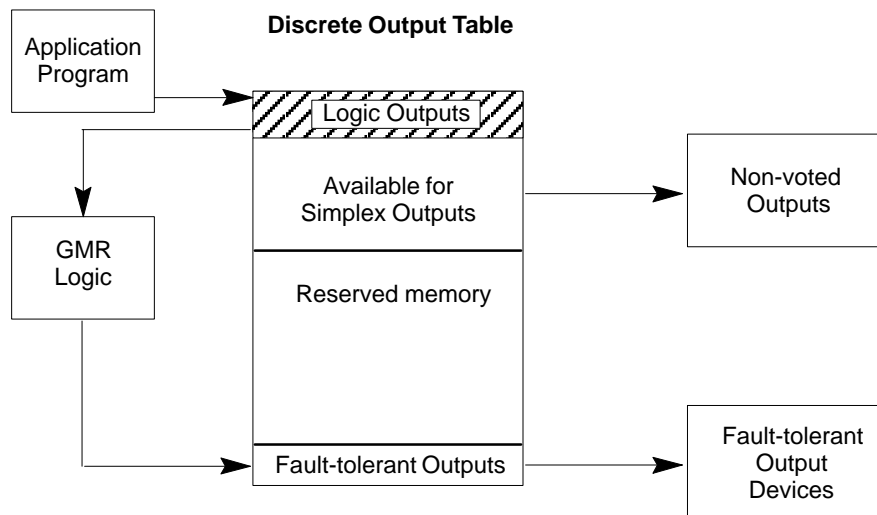 Discrete Output Table
Application
Program
Logic Outputs
Available for
Simplex Outputs
Non-voted
Outputs
GMR
Logic
Reserved memory
Fault-tolerant Outputs
Fault-tolerant
Output
Devices